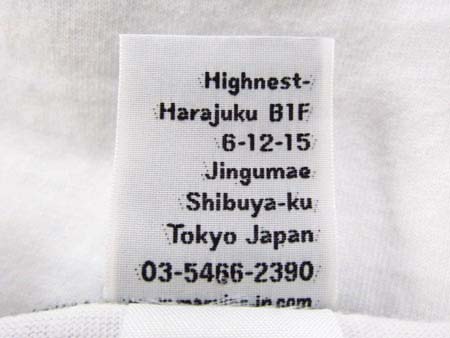 Highnest-
Harajuku B1F
6-12-15
Jingumae
Shibuya-ku
Tokyo Japan
03-5466-2390